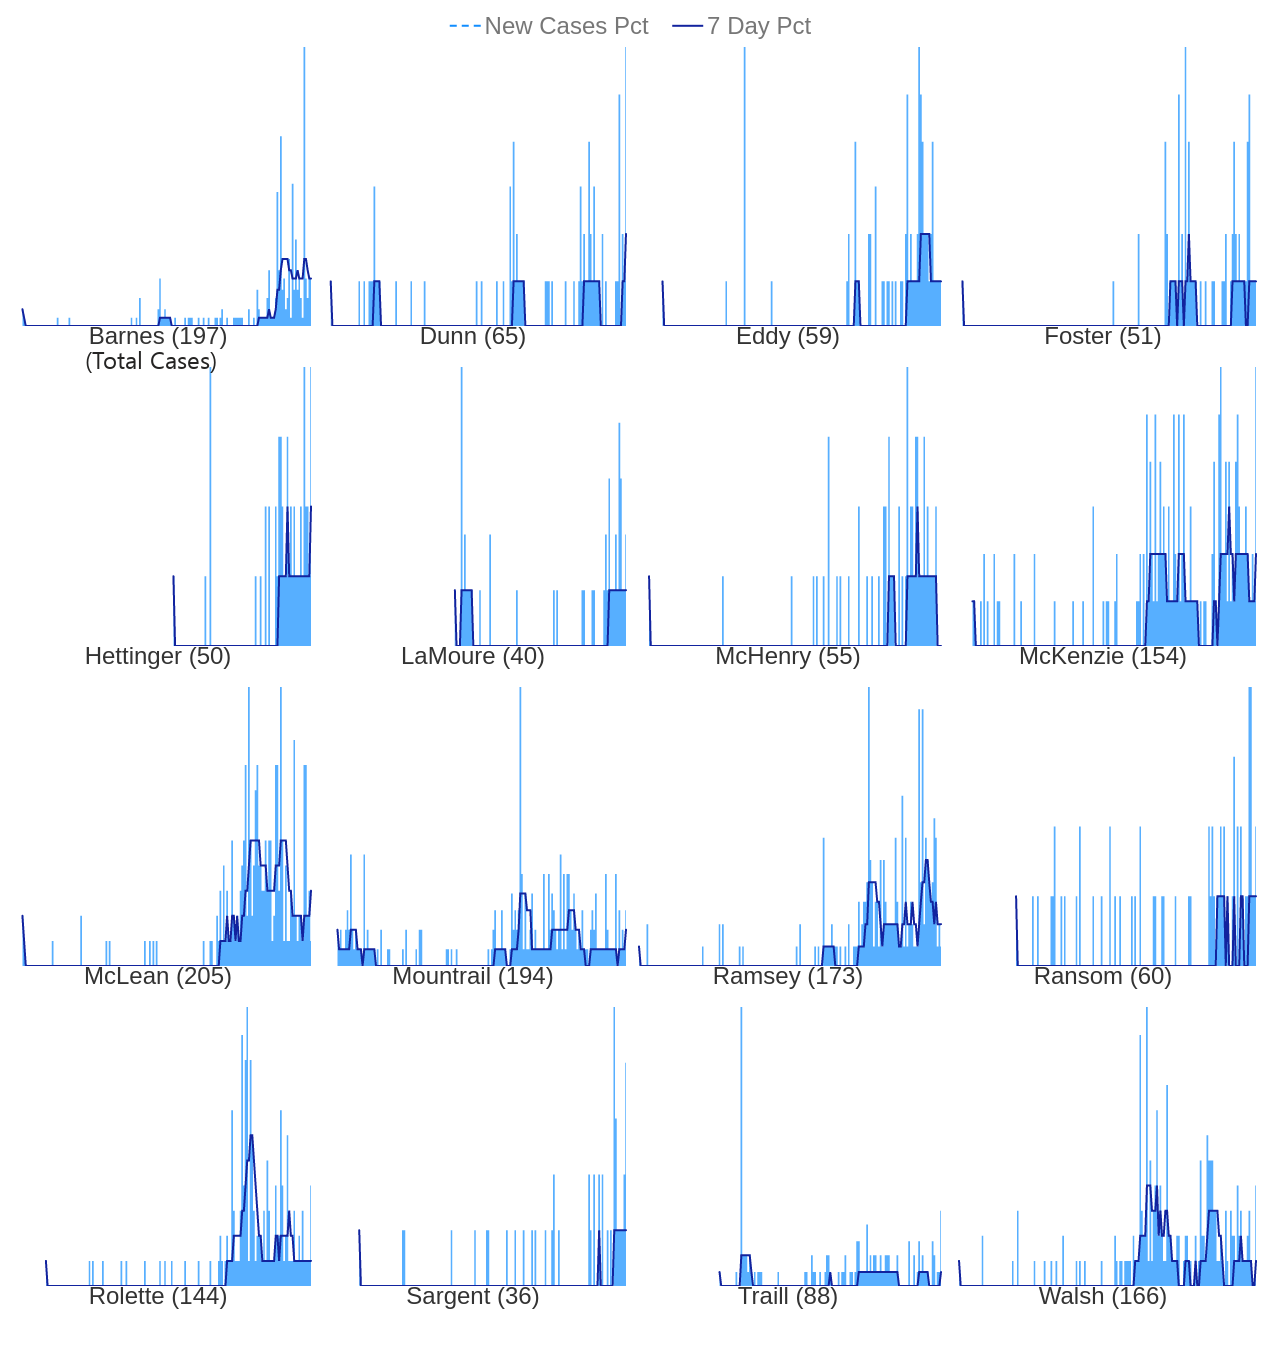 New Cases Pct 7 Day Pct
Barnes (197) Dunn (65) Eddy (59) Foster (51)
(Total Cases)
Hettinger (50) LaMoure (40) McHenry (55) McKenzie (154)
McLean (205) Mountrail (194) Ramsey (173) Ransom (60)
Rolette (144) Sargent (36) Traill (88) Walsh (166)